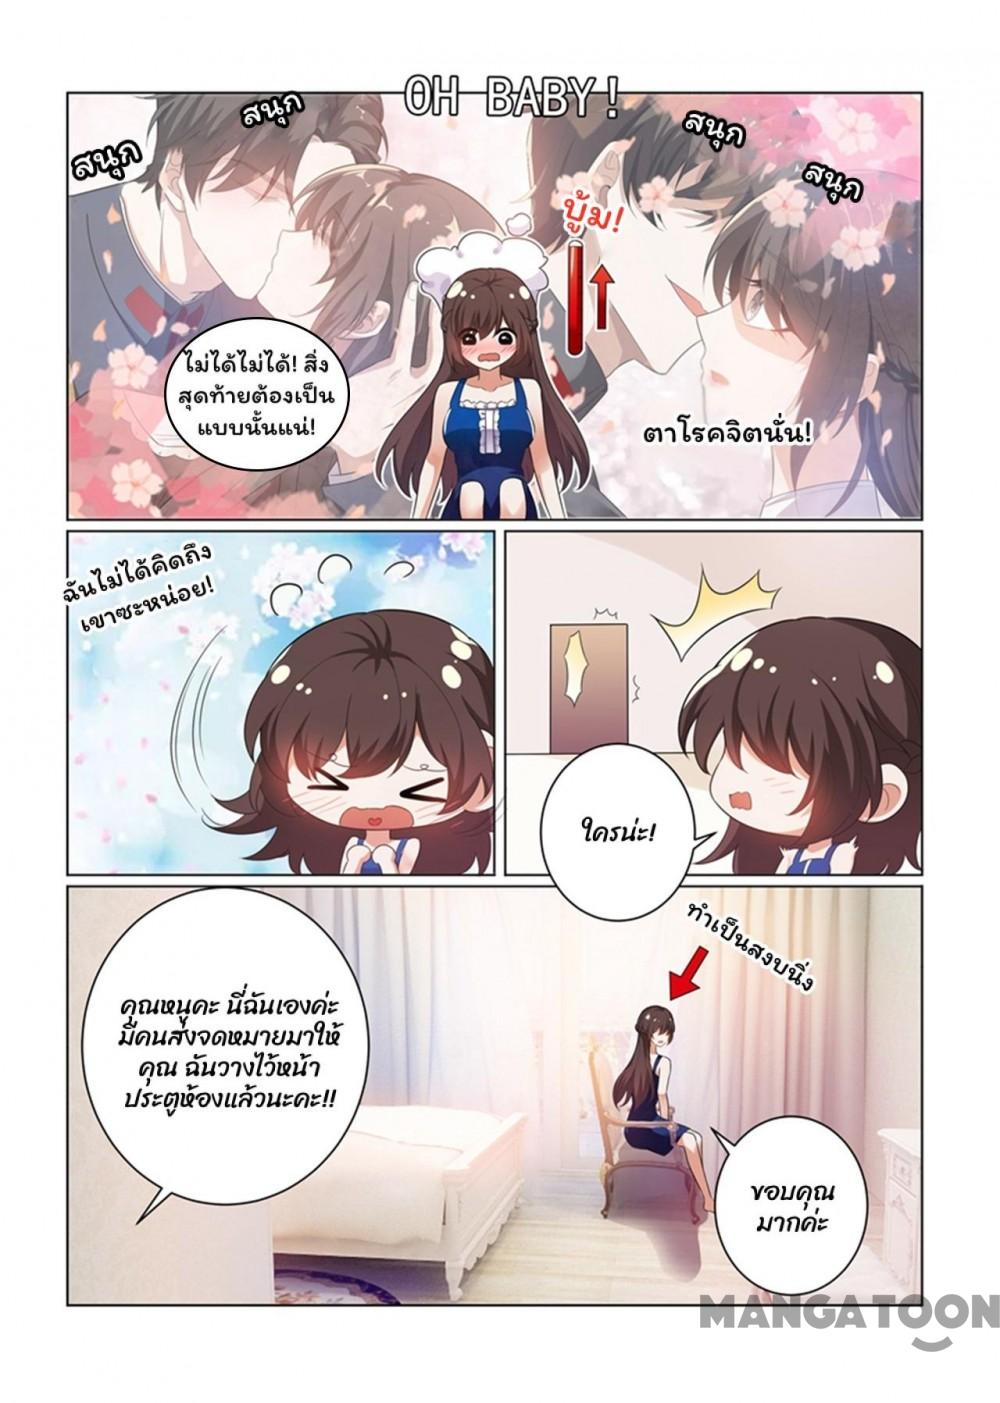 OH BABY!
สนุก
สนุก
สนุก
สนุก
บู้ม!
ไม่ได้ไม่ได้! สิ่ง
สุดท้ายต้องเป็น
แบบนั้นแน่!
ตาโรคจิตนั่น!
ฉันไม่ได้คิดถึง
เขาซะหน่อย!
ใครน่ะ!
ทำเป็นสงบนิ่ง
คุณหนูคะ นี่ฉันเองค่ะ
มีคนส่งจดหมายมาให้
คุณ ฉันวางไว้หน้า
ประตูห้องแล้วนะคะ!!
ขอบคุณ
มากค่ะ
MANGATOON